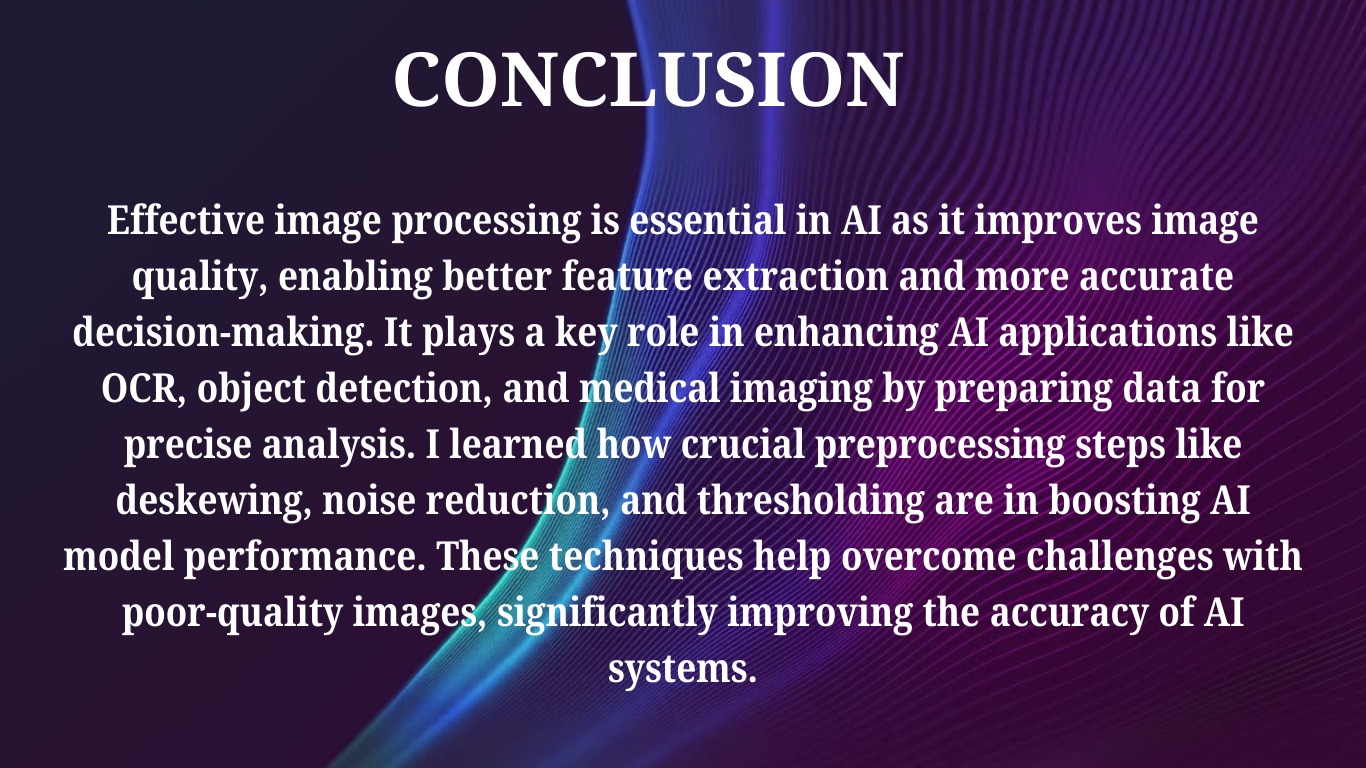 CONCLUSION
Effective image processing is essential in AI as it improves image
quality, enabling better feature extraction and more accurate
decision-making. It plays a key role in enhancing AI applications like
OCR, object detection, and medical imaging by preparing data for
precise analysis. I learned how crucial preprocessing steps like
deskewing, noise reduction, and thresholding are in boosting AI
model performance. These techniques help overcome challenges with
poor-quality images, significantly improving the accuracy of AI
systems.